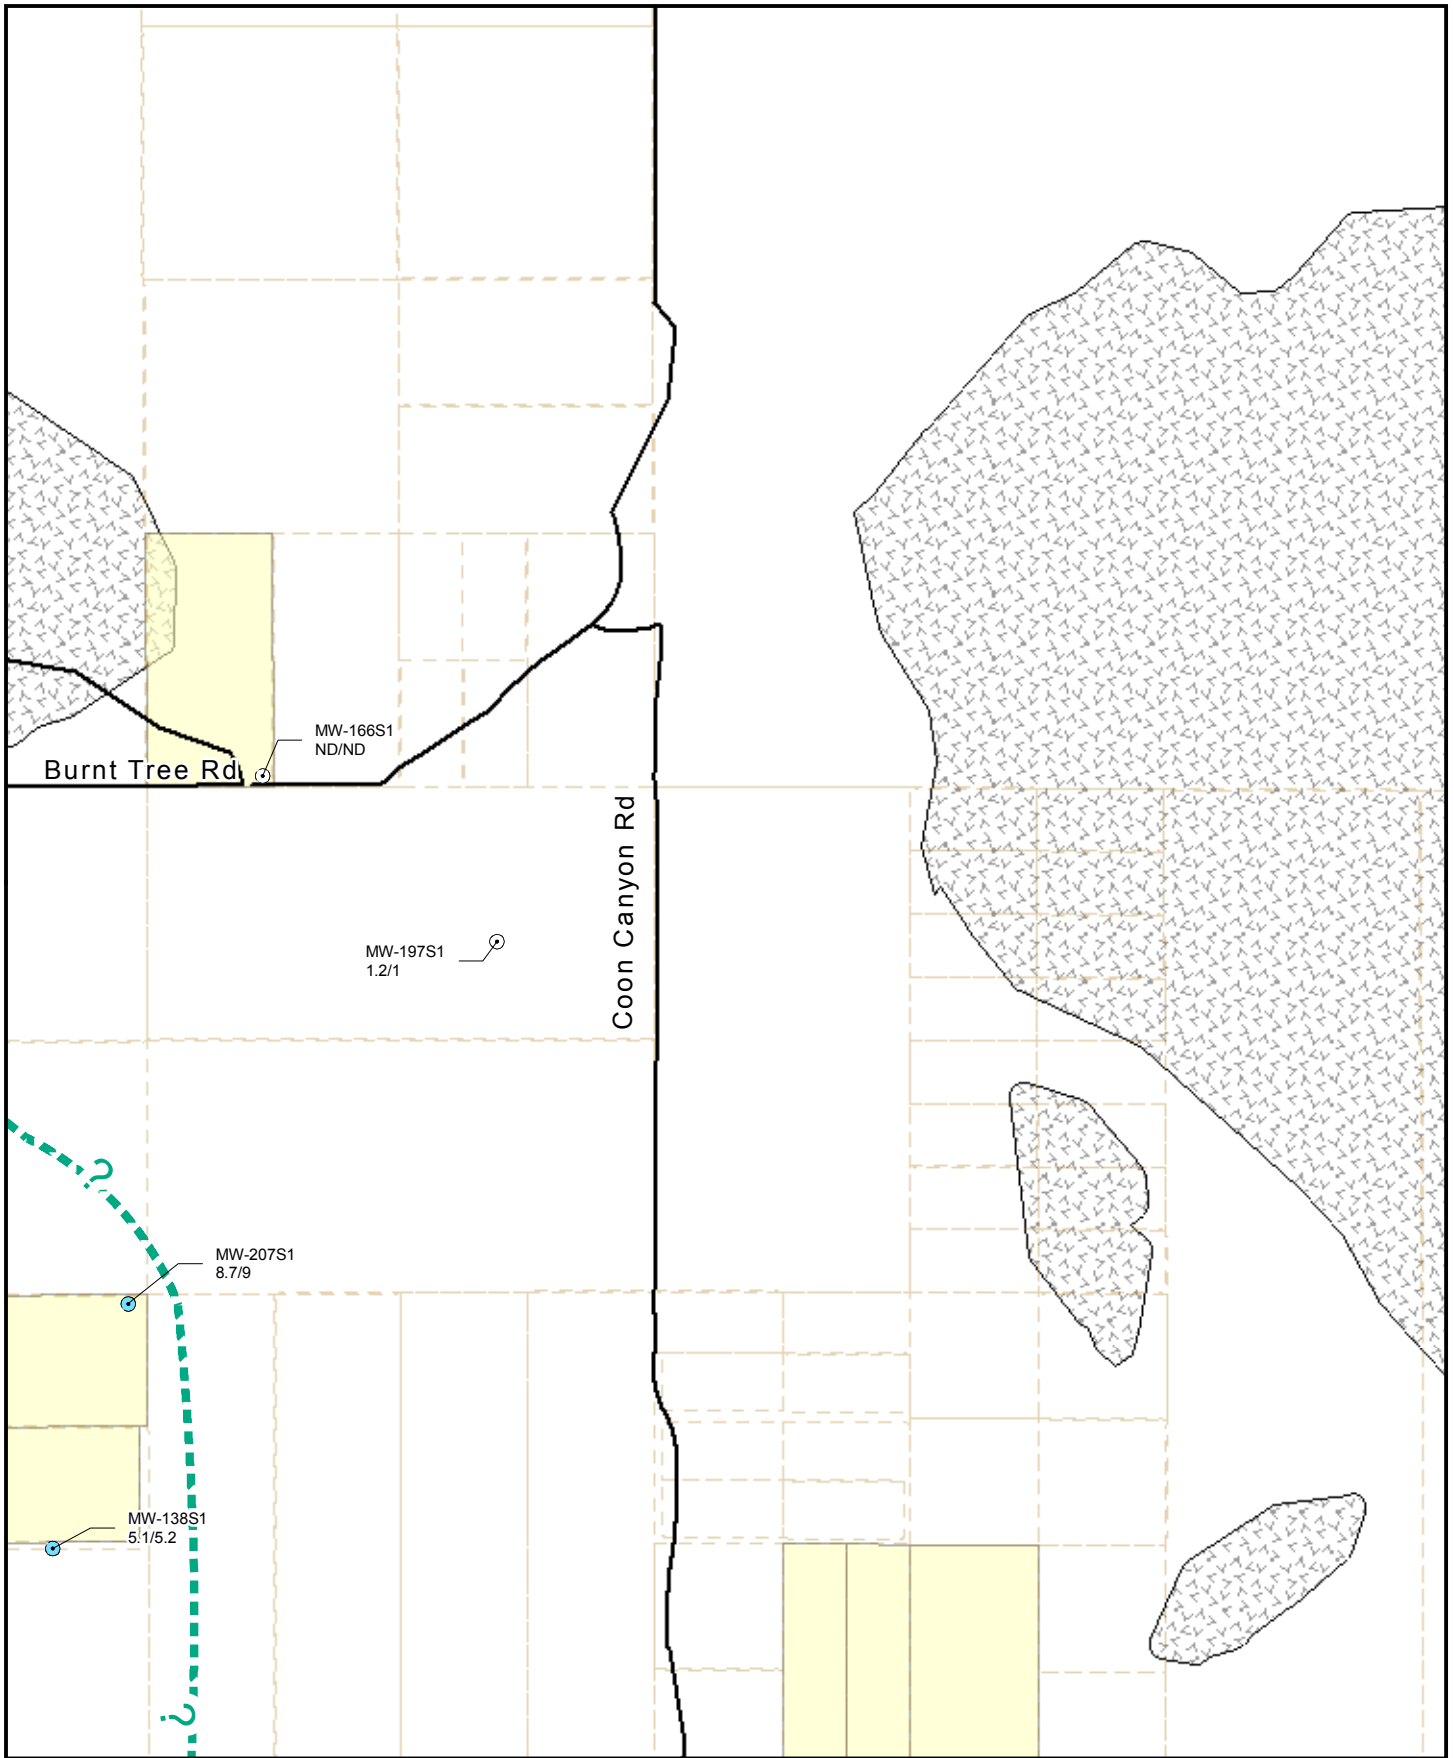 MW-166S1
ND/ND
Burnt Tree Rd
Coon Canyon Rd
MW-197S1
1.2/1
?
MW-207S1
8.7/9
MW-138S1
5.1/5.2
?